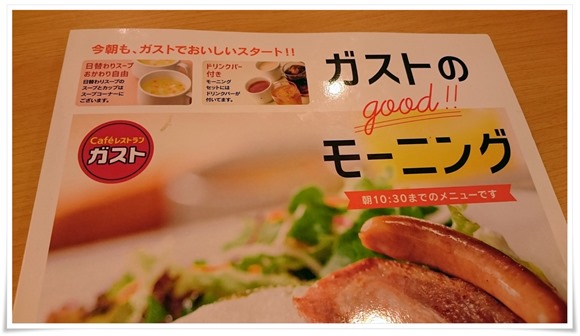 今朝も、ガストでおいしいスタート!!
日替わりスープ
おかわり自由
日替わりスープの
スープとカップは
スープコーナーに
ございます。
ドリンクバー
付き
モーニング
セットには
ドリンクバーが
付いてます。
ガストの
good!!
モーニング
朝10:30までのメニューです
Caféレストラン
ガスト